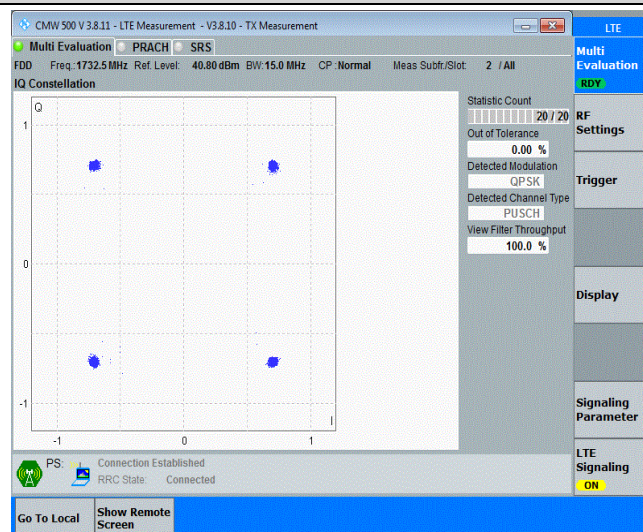 CMW 500 V 3.8.11 - LTE Measurement - V3.8.10 - TX Measurement
LTE
Multi Evaluation PRACH SRS
FDD Freq.:1732.5 MHz Ref. Level: 40.80 dBm BW:15.0 MHz CP :Normal Meas Subfr./Slot: 2 / All
IQ Constellation
Q
1
0
-1
I
-1 0 1
Statistic Count
20 / 20
Out of Tolerance
0.00 %
Detected Modulation
QPSK
Detected Channel Type
PUSCH
View Filter Throughput
100.0 %
Multi
Evaluation
RDY
RF
Settings
Trigger
Display
Signaling
Parameter
LTE
Signaling
ON
PS: Connection Established
RRC State: Connected
Go To Local
Show Remote
Screen